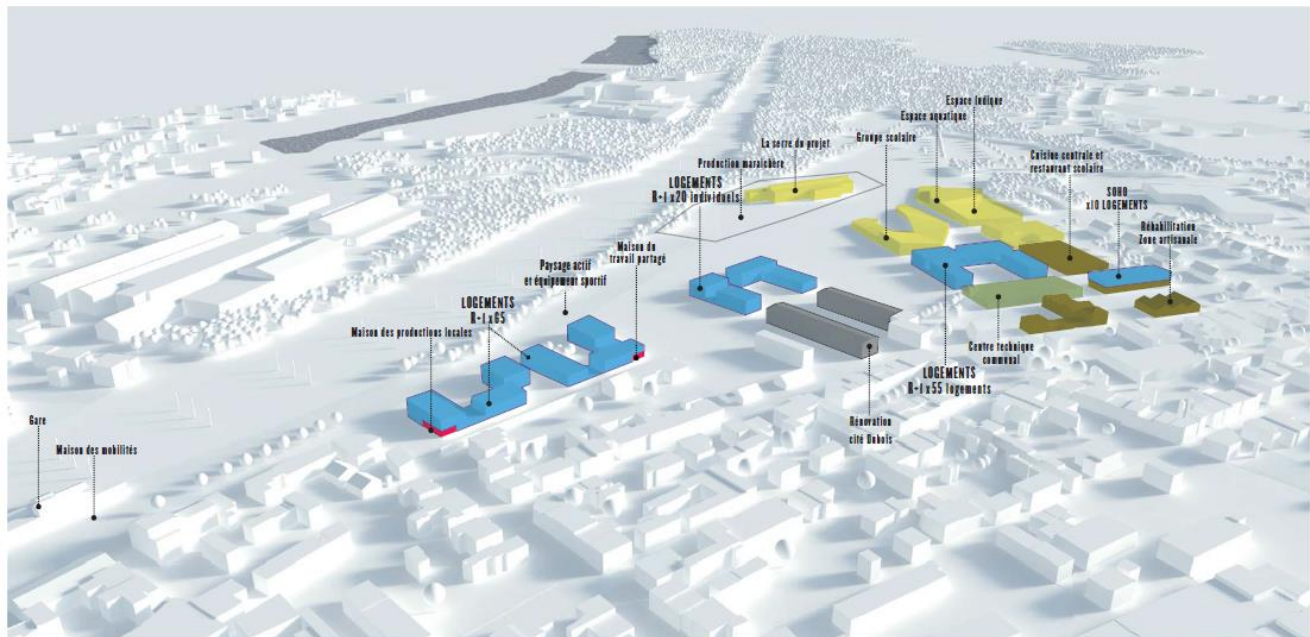 Espace ludique
Espace aquatique
Groupe scolaire
La serre du projet
Production maraichère
Cuisine centrale et
restaurant scolaire
LOGEMENTS
R+1 x20 individuels
SOHO
x10 LOGEMENTS
Réhabilitation
Zone artisanale
Maison du
travail partagé
Paysage actif
et équipement sportif
LOGEMENTS
R+1 x65
Maison des productions locales
Centre technique
communal
LOGEMENTS
R+1 x55 logements
Rénovation
cité Dubois
Gare
Maison des mobilités